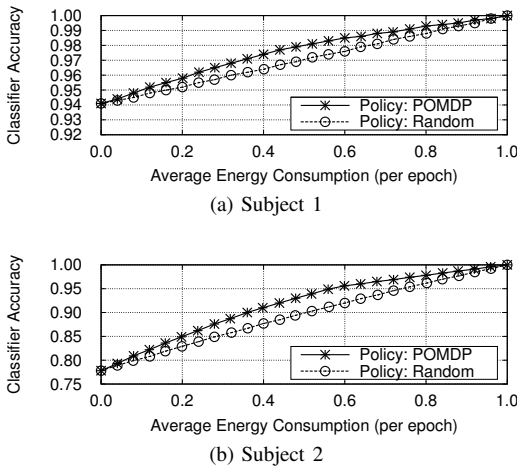 1.00
0.99
0.98
0.97
0.96
0.95
0.94
0.93
0.92
Classifier Accuracy
Policy: POMDP
Policy: Random
0.0 0.2 0.4 0.6 0.8 1.0
Average Energy Consumption (per epoch)
(a) Subject 1
1.00
0.95
0.90
0.85
0.80
0.75
Classifier Accuracy
Policy: POMDP
Policy: Random
0.0 0.2 0.4 0.6 0.8 1.0
Average Energy Consumption (per epoch)
(b) Subject 2